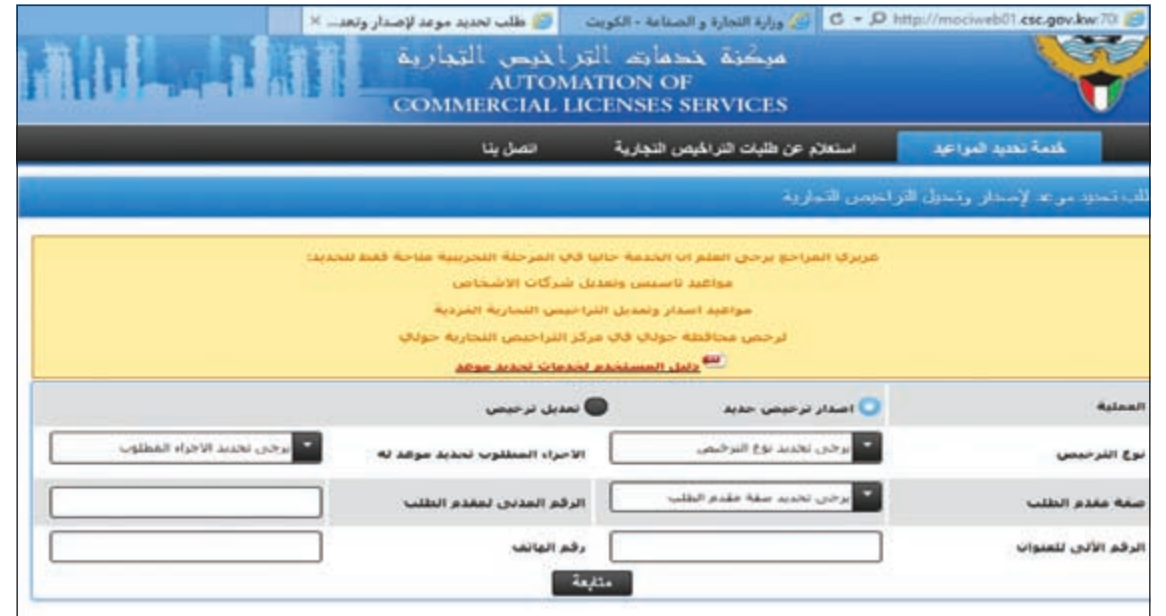 طلب تحديد موعد لإصدار وتعد... ×
وزارة التجارة و الصناعة - الكويت
http://mociweb01.csc.gov.kw:70
ميكنة خدمات التراخيص التجارية
AUTOMATION OF
COMMERCIAL LICENSES SERVICES
خدمة تحديد المواعيد
استعلام عن طلبات التراخيص التجارية
اتصل بنا
طلب تحديد موعد لإصدار وتعديل التراخيص التجارية
عزيزي المراجع يرجى العلم ان الخدمة حاليا في المرحلة التجريبية متاحة فقط لتحديد:
مواعيد تاسيس وتعديل شركات الاشخاص
مواعيد اصدار وتعديل التراخيص التجارية الفردية
لرخص محافظة حولي في مركز التراخيص التجارية حولي
دليل المستخدم لخدمات تحديد موعد
العملية اصدار ترخيص جديد تعديل ترخيص
نوع الترخيص يرجى تحديد نوع الترخيص الاجراء المطلوب تحديد موعد له يرجى تحديد الاجراء المطلوب
صفة مقدم الطلب يرجى تحديد صفة مقدم الطلب الرقم المدني لمقدم الطلب
الرقم الآلي للعنوان رقم الهاتف
متابعة